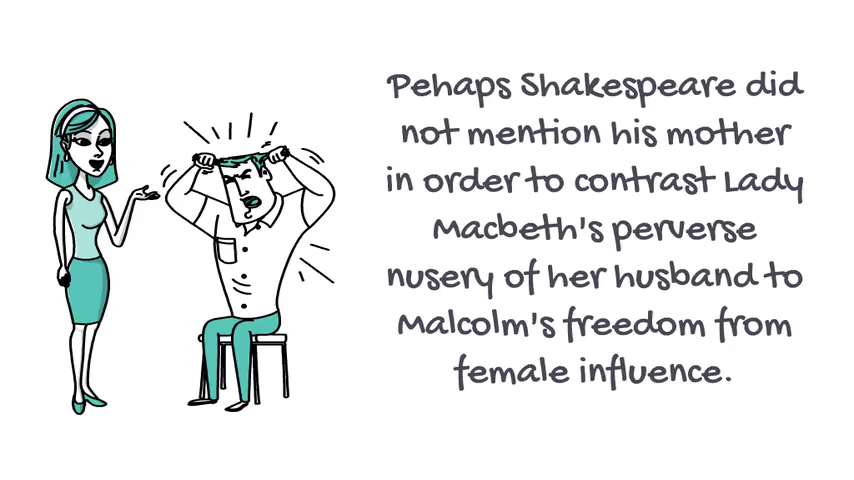 Pehaps Shakespeare did
not mention his mother
in order to contrast Lady
Macbeth's perverse
nusery of her husband to
Malcolm's freedom from
female influence.